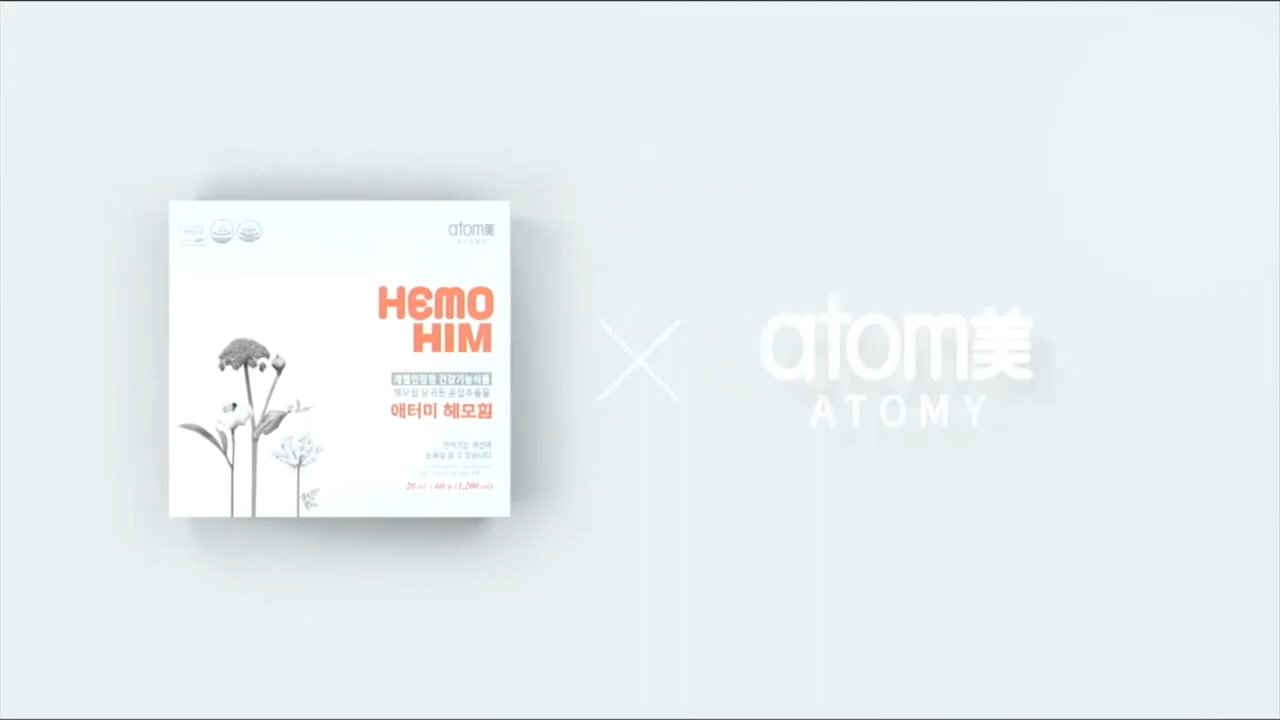 atom美
ATOMY
HEMO
HIM
개별인정형 건강기능식품
헤모힘 당귀등 혼합추출물
애터미 헤모힘
면역기능 개선에
도움을 줄 수 있습니다
20 ml x 60 포 (1,200 ml)
atom美
ATOMY